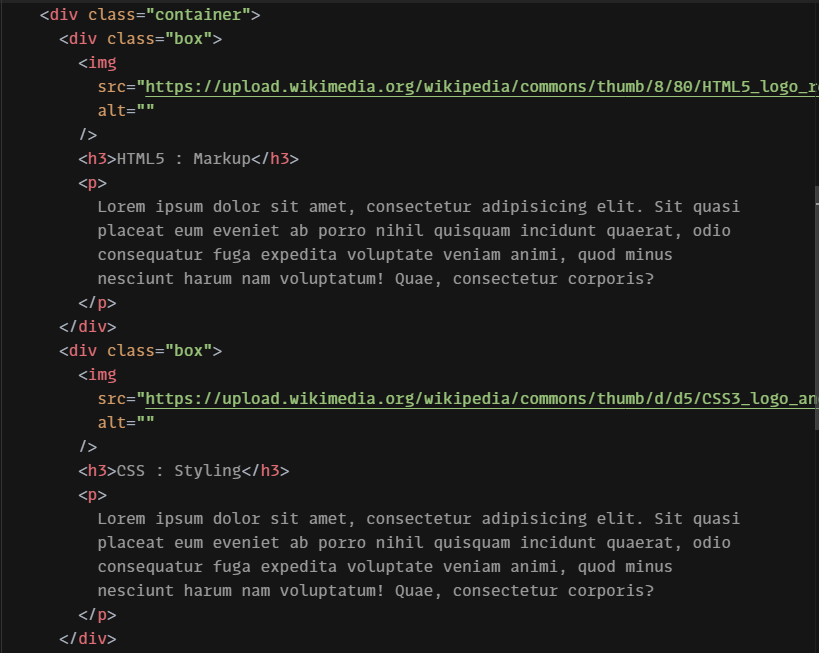 <div class="container">
<div class="box">
<img
src="https://upload.wikimedia.org/wikipedia/commons/thumb/8/80/HTML5_logo_r
alt=""
/>
<h3>HTML5 : Markup</h3>
<p>
Lorem ipsum dolor sit amet, consectetur adipisicing elit. Sit quasi
placeat eum eveniet ab porro nihil quisquam incidunt quaerat, odio
consequatur fuga expedita voluptate veniam animi, quod minus
nesciunt harum nam voluptatum! Quae, consectetur corporis?
</p>
</div>
<div class="box">
<img
src="https://upload.wikimedia.org/wikipedia/commons/thumb/d/d5/CSS3_logo_an
alt=""
/>
<h3>CSS : Styling</h3>
<p>
Lorem ipsum dolor sit amet, consectetur adipisicing elit. Sit quasi
placeat eum eveniet ab porro nihil quisquam incidunt quaerat, odio
consequatur fuga expedita voluptate veniam animi, quod minus
nesciunt harum nam voluptatum! Quae, consectetur corporis?
</p>
</div>